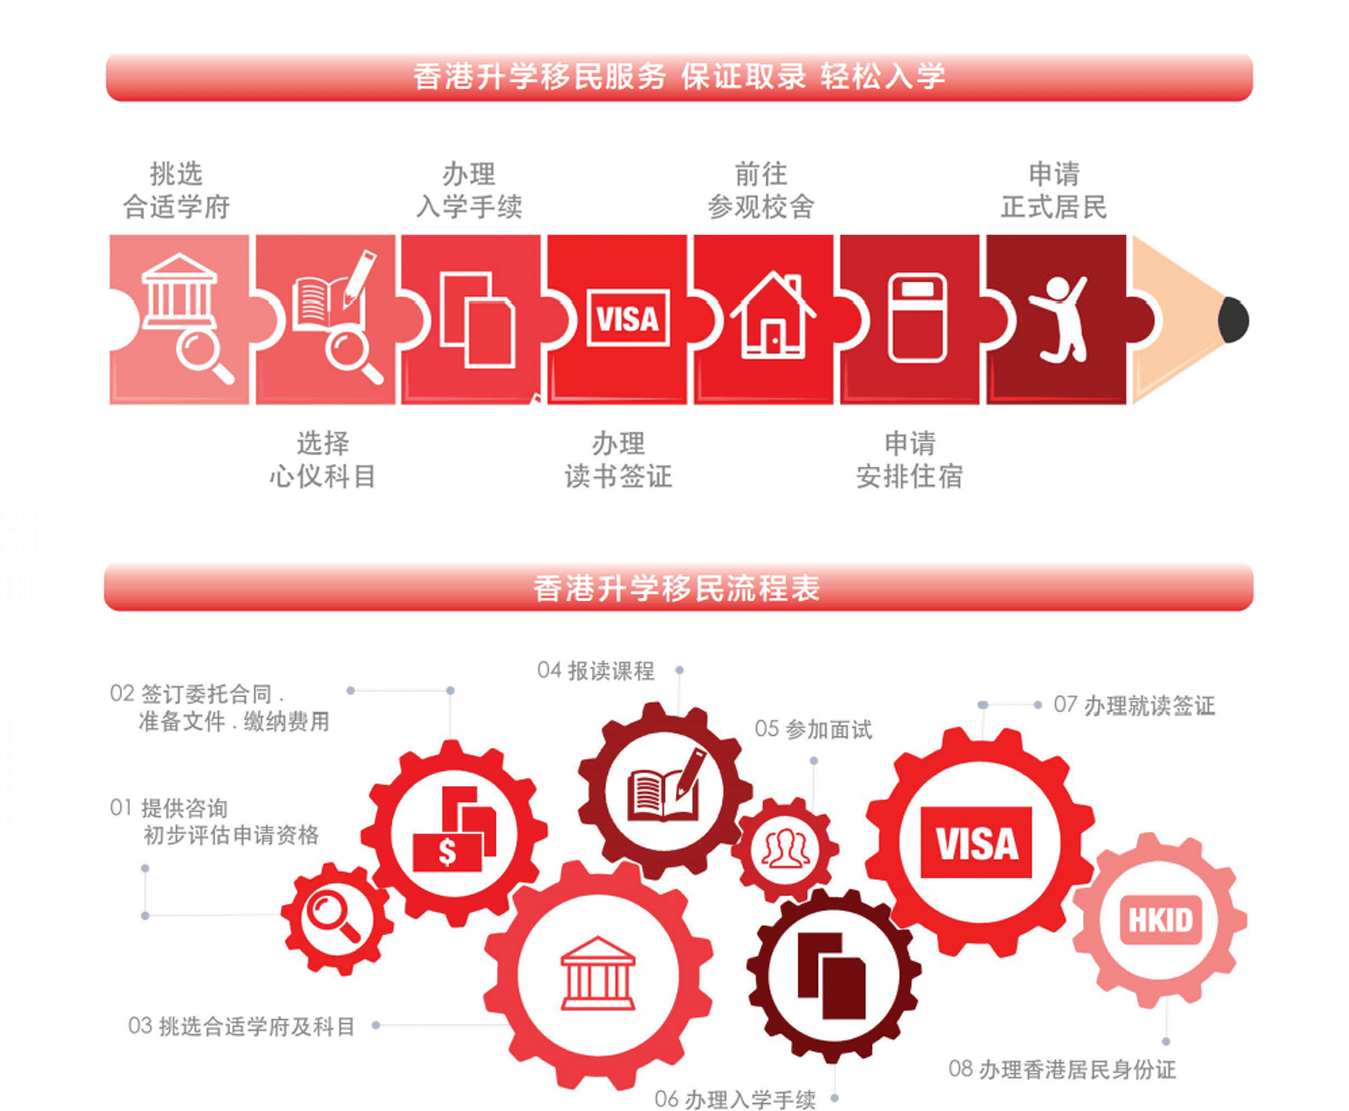 香港升学移民服务 保证取录 轻松入学
挑选
合适学府
办理
入学手续
前往
参观校舍
申请
正式居民
VISA
选择
心仪科目
办理
读书签证
申请
安排住宿
香港升学移民流程表
04 报读课程
02 签订委托合同 .
准备文件 . 缴纳费用
07 办理就读签证
05 参加面试
01 提供咨询
初步评估申请资格
$
VISA
HKID
03 挑选合适学府及科目
08 办理香港居民身份证
06 办理入学手续